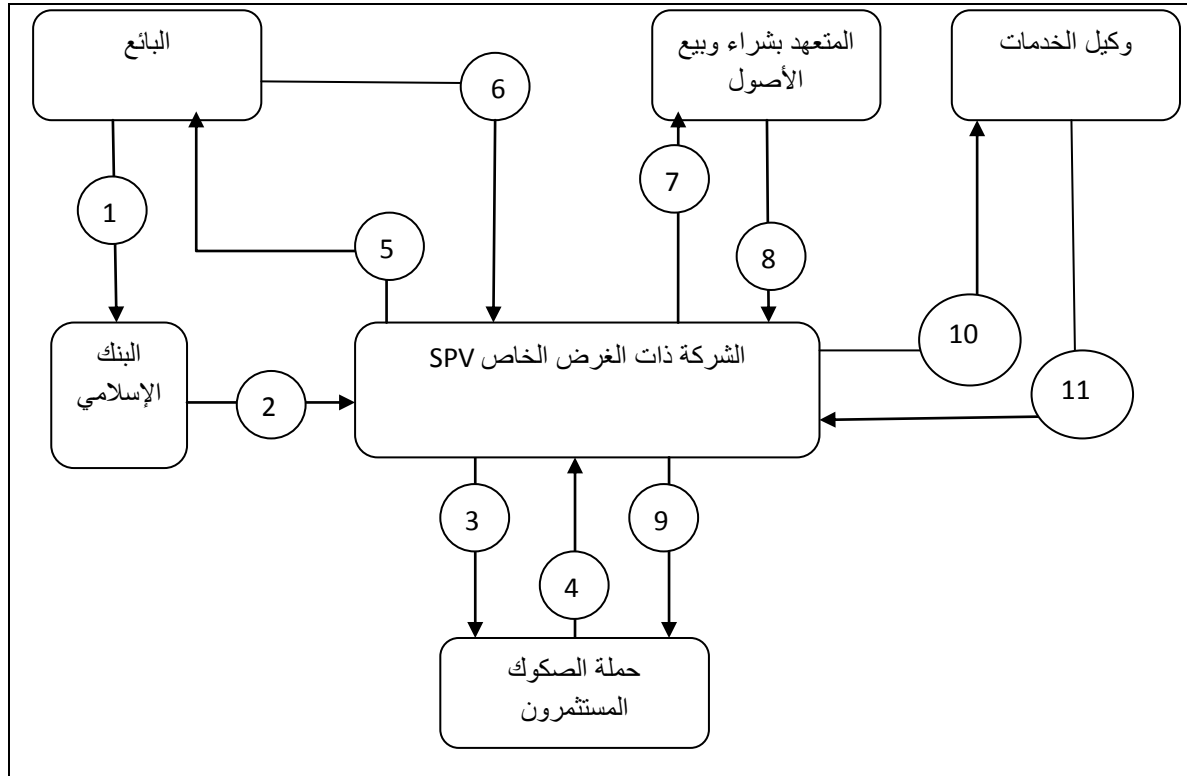 البائع
المتعهد بشراء وبيع
الأصول
وكيل الخدمات
6
7
1
5
8
10
البنك
الإسلامي
الشركة ذات الغرض الخاص SPV
2
11
3
9
4
حملة الصكوك
المستثمرون